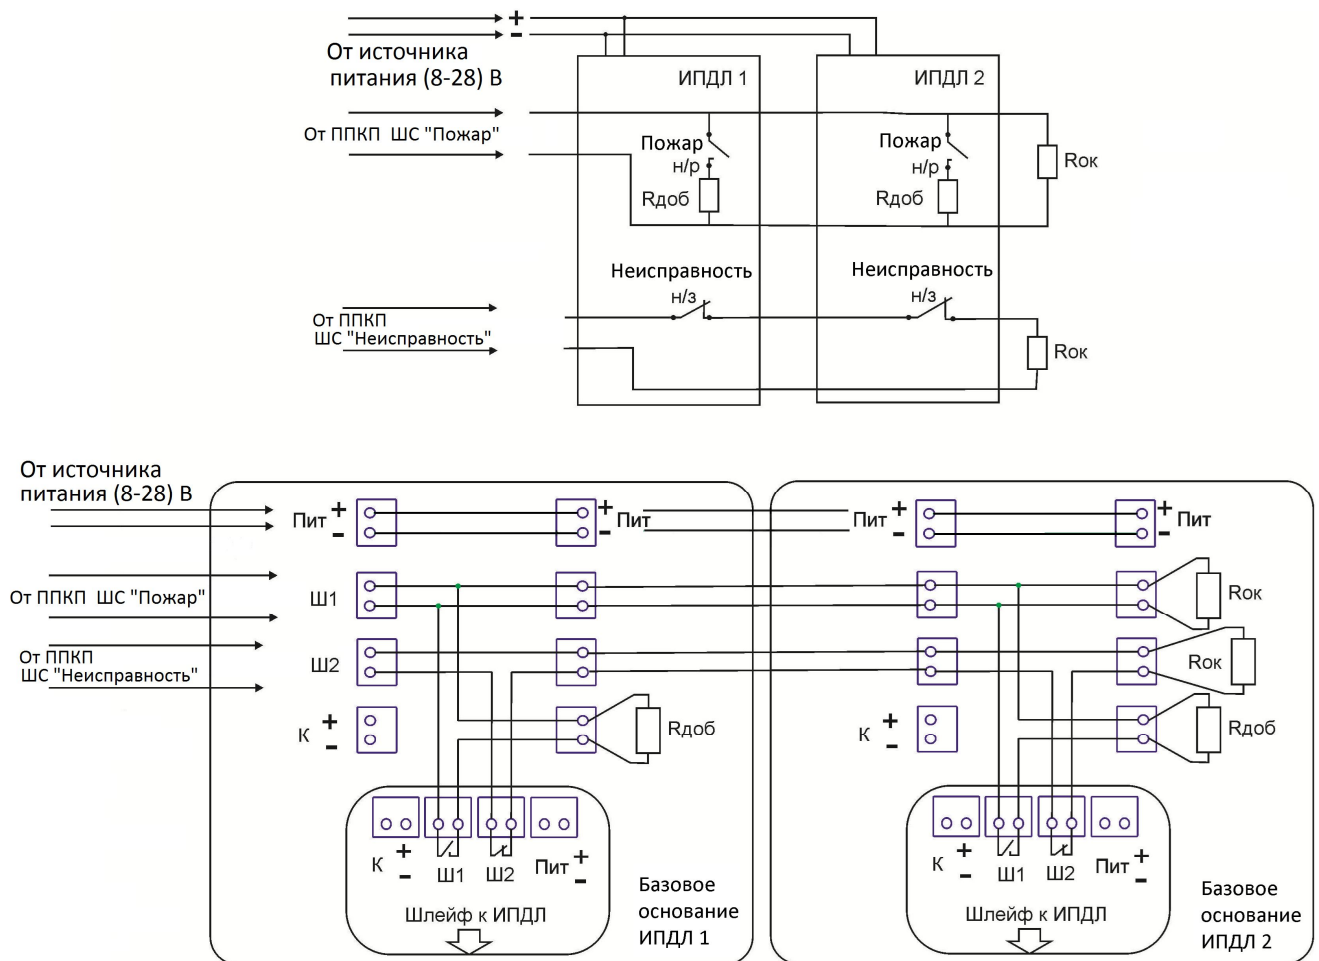 +
-
От источника
питания (8-28) В
ИПДЛ 1
ИПДЛ 2
От ППКП ШС "Пожар"
Пожар
н/р
Rдоб
Пожар
н/р
Rдоб
Rок
Неисправность
н/з
Неисправность
н/з
От ППКП
ШС "Неисправность"
Rок
От источника
питания (8-28) В
Пит + -
+ - Пит
Пит + -
+ - Пит
От ППКП ШС "Пожар"
Ш1
Rок
От ППКП
ШС "Неисправность"
Ш2
Rок
К + -
Rдоб
К + -
Rдоб
К + - Ш1 Ш2 Пит + -
Шлейф к ИПДЛ
Базовое
основание
ИПДЛ 1
К + - Ш1 Ш2 Пит + -
Шлейф к ИПДЛ
Базовое
основание
ИПДЛ 2